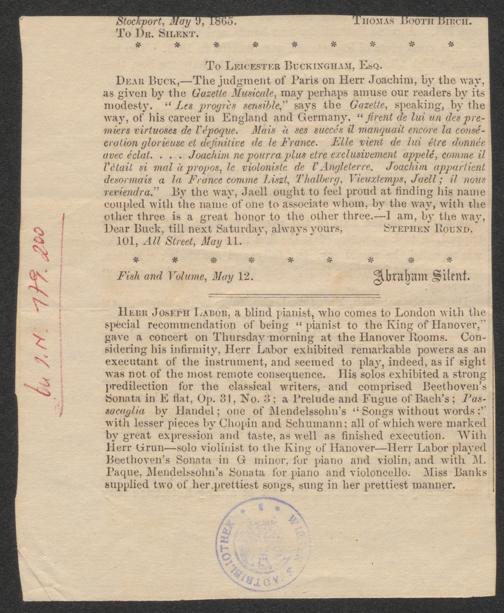 Stockport, May 9, 1865. THOMAS BOOTH BIRCH.
TO DR. SILENT.
* * * * * * * * *
TO LEICESTER BUCKINGHAM, ESQ.
DEAR BUCK,—The judgment of Paris on Herr Joachim, by the way,
as given by the Gazette Musicale, may perhaps amuse our readers by its
modesty. "Les progrès sensible," says the Gazette, speaking, by the
way, of his career in England and Germany. "firent de lui un des pre-
miers virtuoses de l'époque. Mais à ses succés il manquait encore la consé-
cration glorieuse et definitive de le France. Elle vient de lui être donnée
avec éclat. . . . Joachim ne pourra plus etre exclusivement appelé, comme il
l'était si mal à propos, le violoniste de l'Angleterre. Joachim appartient
desormais a la France comme Liszt, Thalberg, Vieuxtemps, Jaell; il nous
reviendra." By the way, Jaell ought to feel proud at finding his name
coupled with the name of one to associate whom, by the way, with the
other three is a great honor to the other three.—I am, by the way,
Dear Buck, till next Saturday, always yours, STEPHEN ROUND.
101, All Street, May 11.
* * * * * * * * *
Fish and Volume, May 12. Abraham Silent.
HERR JOSEPH LABOR, a blind pianist, who comes to London with the
special recommendation of being "pianist to the King of Hanover,"
gave a concert on Thursday morning at the Hanover Rooms. Con-
sidering his infirmity, Herr Labor exhibited remarkable powers as an
executant of the instrument, and seemed to play, indeed, as if sight
was not of the most remote consequence. His solos exhibited a strong
predilection for the classical writers, and comprised Beethoven's
Sonata in E flat, Op. 31, No. 3; a Prelude and Fugue of Bach's; Pas-
sacaglia by Handel; one of Mendelssohn's "Songs without words;"
with lesser pieces by Chopin and Schumann; all of which were marked
by great expression and taste, as well as finished execution. With
Herr Grun—solo violinist to the King of Hanover—Herr Labor played
Beethoven's Sonata in G minor, for piano and violin, and with M.
Paque, Mendelssohn's Sonata for piano and violoncello. Miss Banks
supplied two of her prettiest songs, sung in her prettiest manner.
zu I.N. 179.200
STADTBIBLIOTHEK